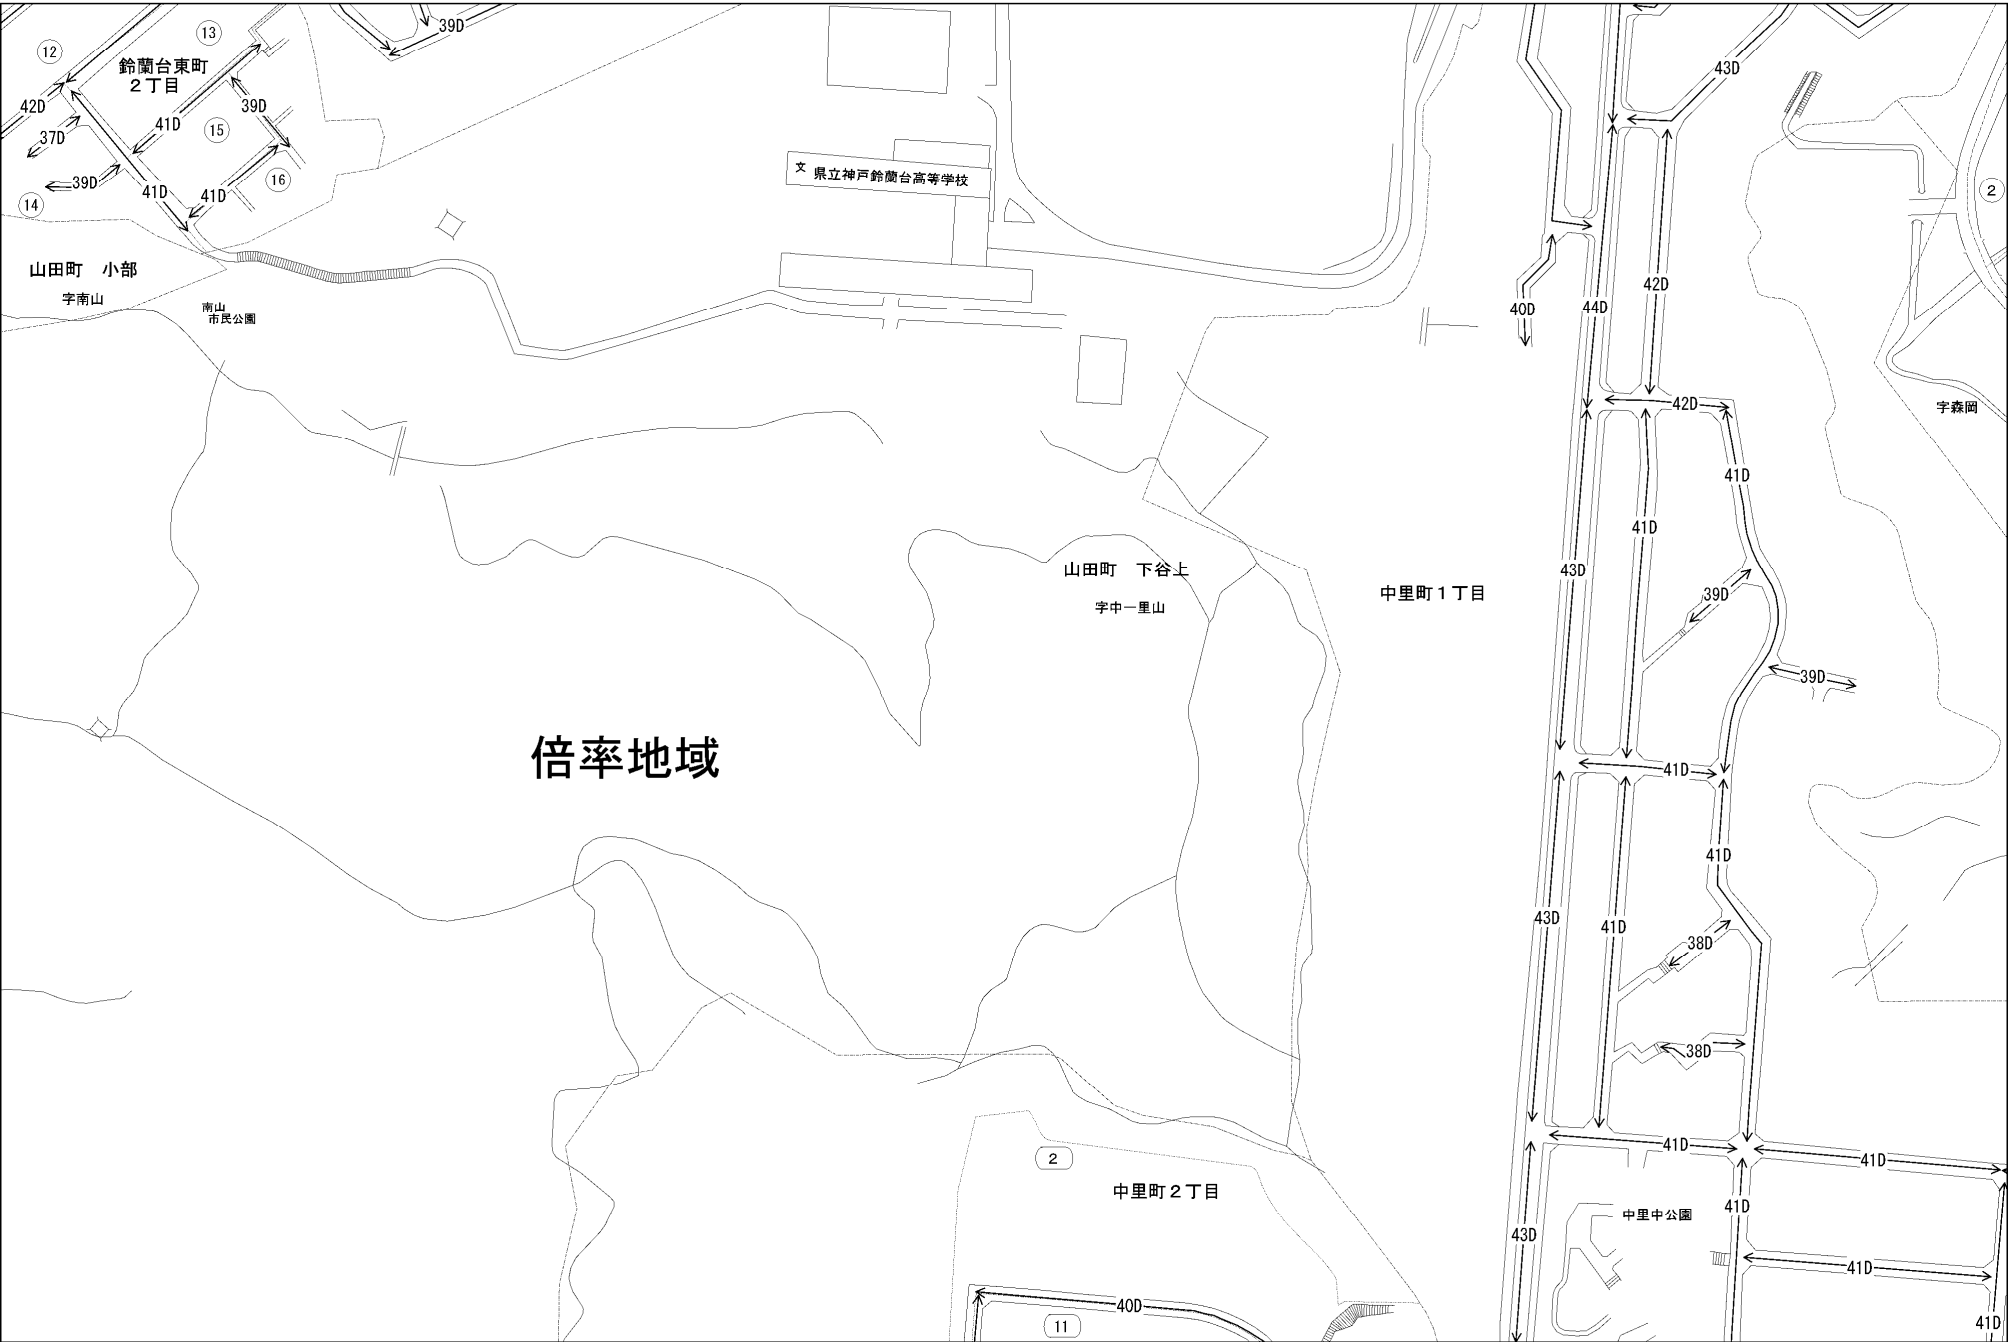 39D
13
12
鈴蘭台東町
2丁目
43D
42D
39D
41D
15
37D
文 県立神戸鈴蘭台高等学校
16
39D
41D
41D
14
2
山田町 小部
字南山
南山
市民公園
42D
40D
44D
42D
字森岡
41D
41D
山田町 下谷上
43D
中里町1丁目
39D
字中一里山
39D
倍率地域
41D
41D
43D
41D
38D
38D
41D
2
41D
中里町2丁目
41D
中里中公園
43D
41D
40D
11
41D